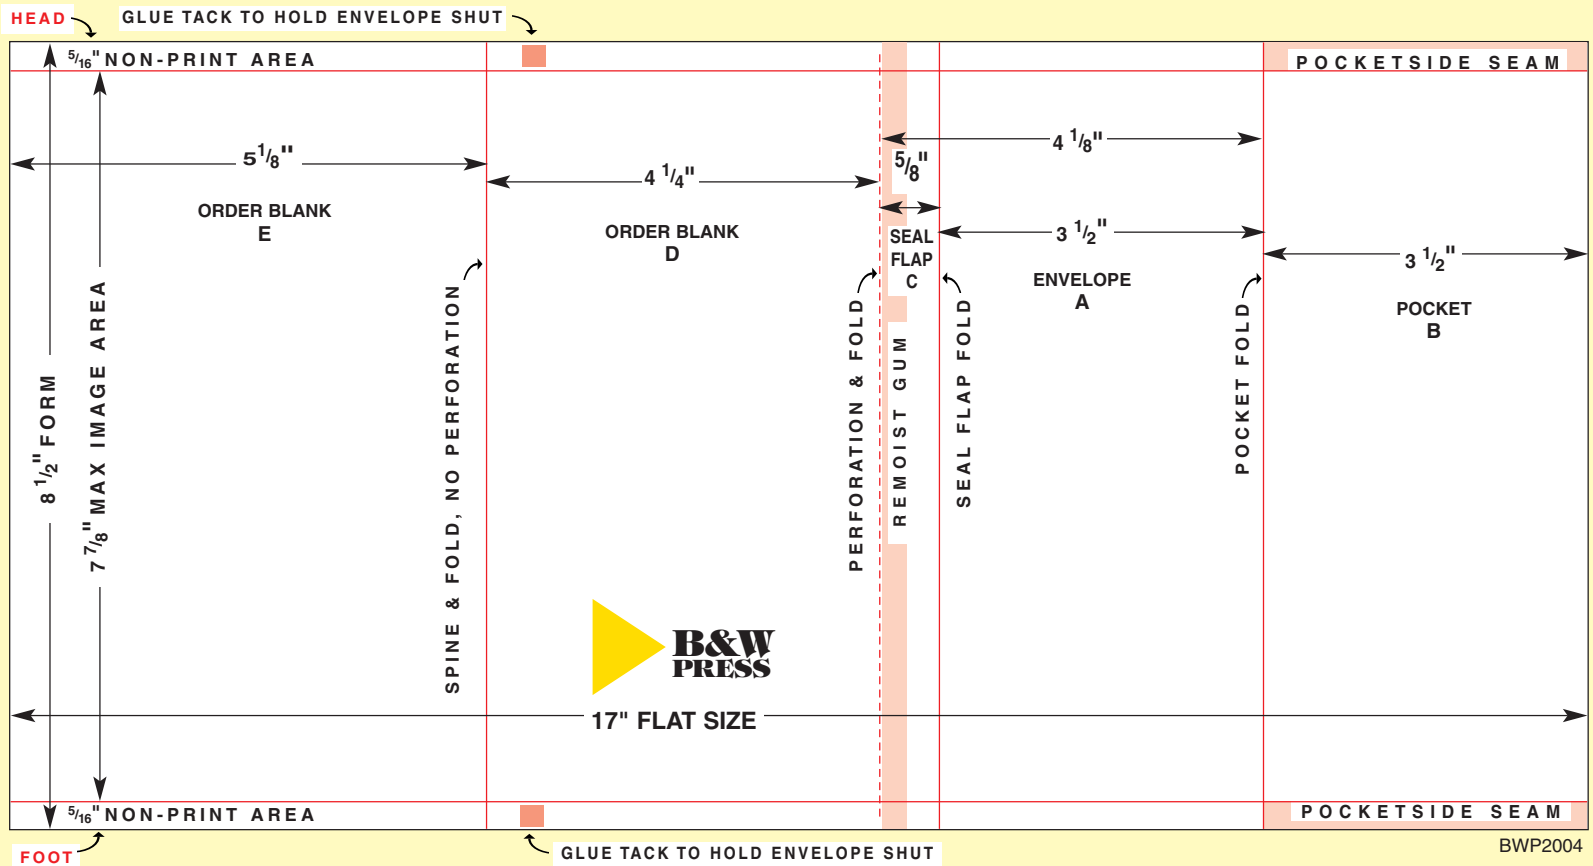 HEAD
GLUE TACK TO HOLD ENVELOPE SHUT
5/16" NON-PRINT AREA
POCKETSIDE SEAM
5 1/8"
4 1/4"
5/8"
4 1/8"
3 1/2"
3 1/2"
ORDER BLANK
E
ORDER BLANK
D
SEAL
FLAP
C
ENVELOPE
A
POCKET
B
8 1/2" FORM
7 7/8" MAX IMAGE AREA
SPINE & FOLD, NO PERFORATION
PERFORATION & FOLD
REMOIST GUM
SEAL FLAP FOLD
POCKET FOLD
B&W
PRESS
17" FLAT SIZE
5/16" NON-PRINT AREA
POCKETSIDE SEAM
FOOT
GLUE TACK TO HOLD ENVELOPE SHUT
BWP2004